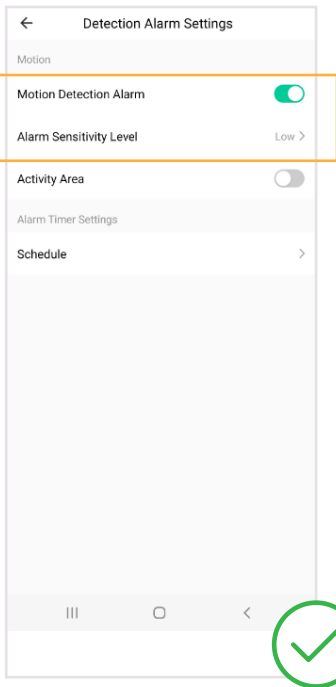 Detection Alarm Settings
Motion
Motion Detection Alarm
Alarm Sensitivity Level Low
Activity Area
Alarm Timer Settings
Schedule